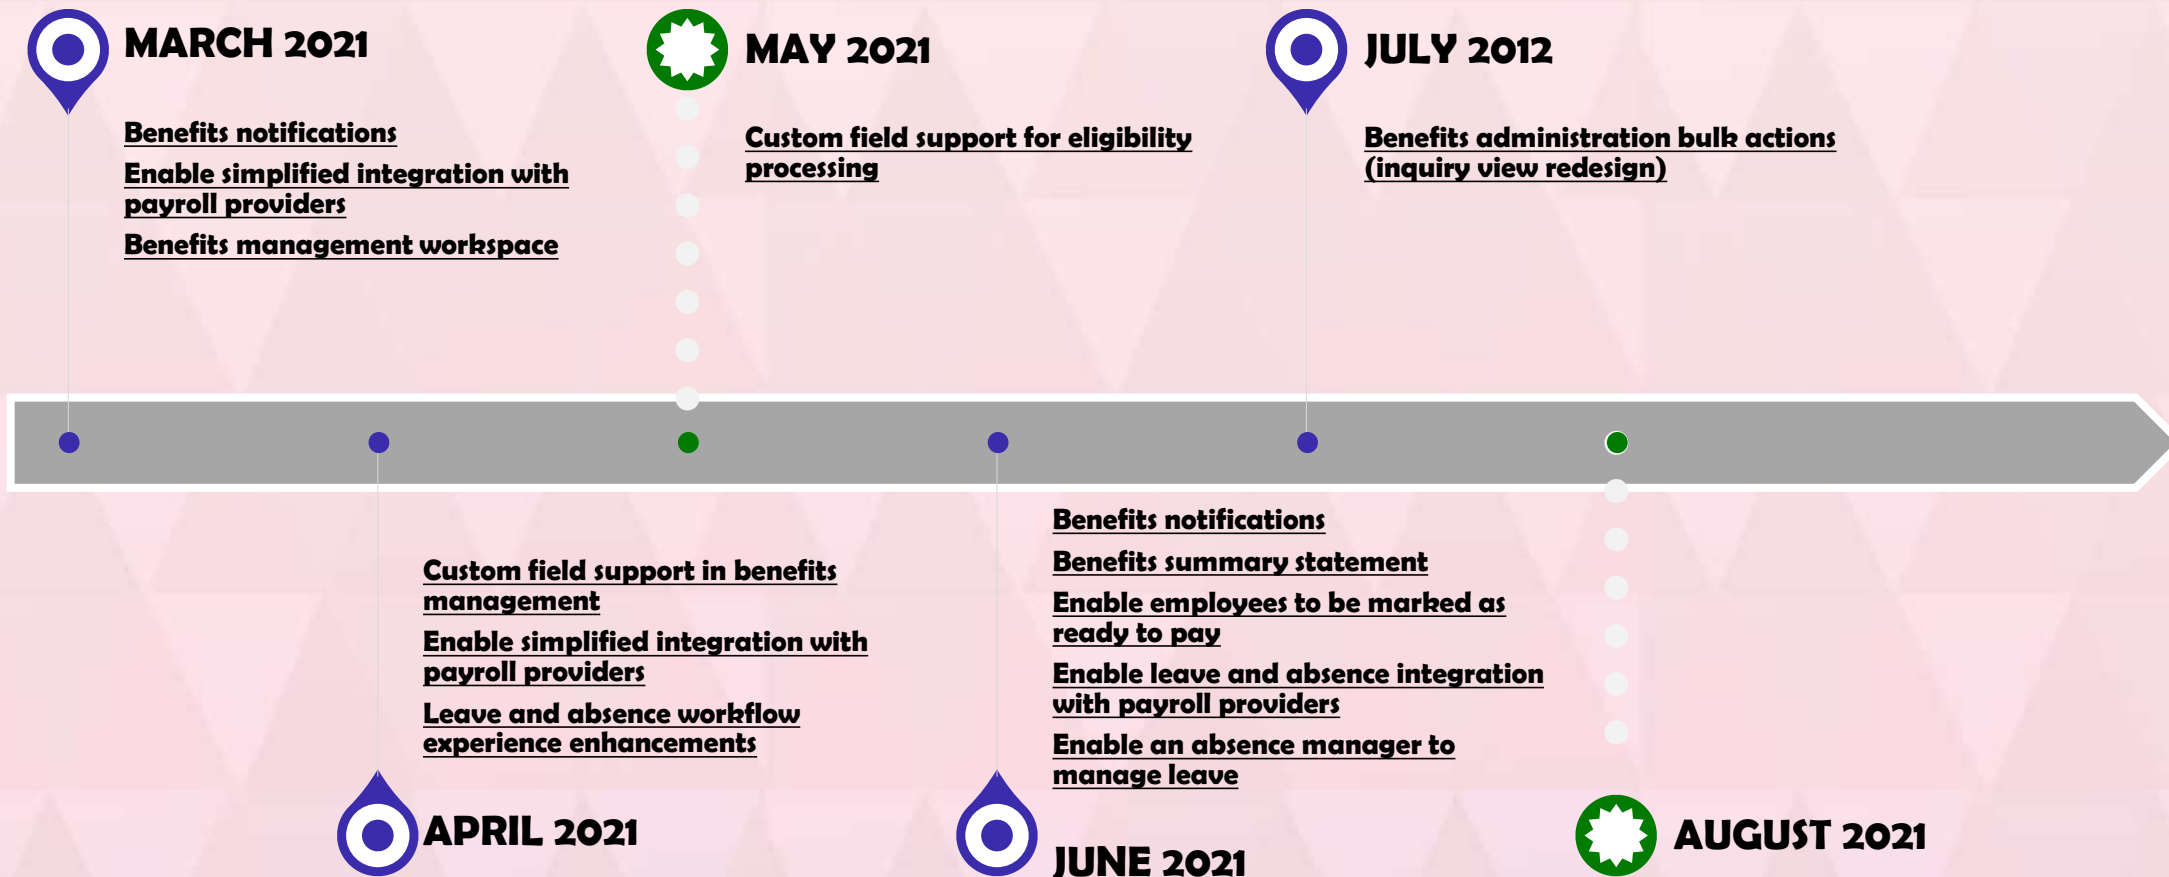 MARCH 2021
Benefits notifications
Enable simplified integration with
payroll providers
Benefits management workspace
MAY 2021
Custom field support for eligibility
processing
JULY 2012
Benefits administration bulk actions
(inquiry view redesign)
Custom field support in benefits
management
Enable simplified integration with
payroll providers
Leave and absence workflow
experience enhancements
APRIL 2021
Benefits notifications
Benefits summary statement
Enable employees to be marked as
ready to pay
Enable leave and absence integration
with payroll providers
Enable an absence manager to
manage leave
JUNE 2021
AUGUST 2021